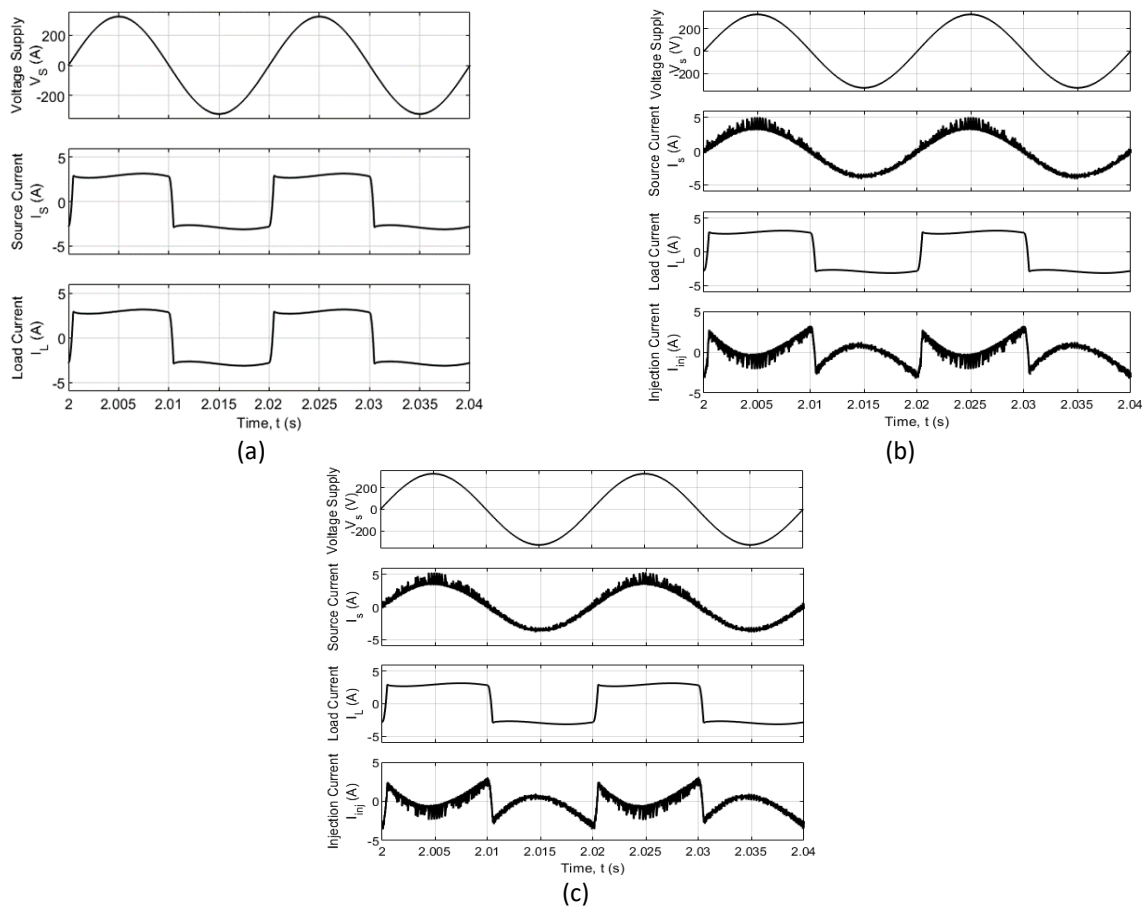 Voltage Supply
V_S (A)
200
0
-200
Source Current
I_S (A)
5
0
-5
Load Current
I_L (A)
5
0
-5
2 2.005 2.01 2.015 2.02 2.025 2.03 2.035 2.04
Time, t (s)
(a)
Voltage Supply
V_s (V)
200
0
-200
Source Current
I_s (A)
5
0
-5
Load Current
I_L (A)
5
0
-5
Injection Current
I_inj (A)
5
0
-5
2 2.005 2.01 2.015 2.02 2.025 2.03 2.035 2.04
Time, t (s)
(b)
Voltage Supply
V_s (V)
200
0
-200
Source Current
I_s (A)
5
0
-5
Load Current
I_L (A)
5
0
-5
Injection Current
I_inj (A)
5
0
-5
2 2.005 2.01 2.015 2.02 2.025 2.03 2.035 2.04
Time, t (s)
(c)